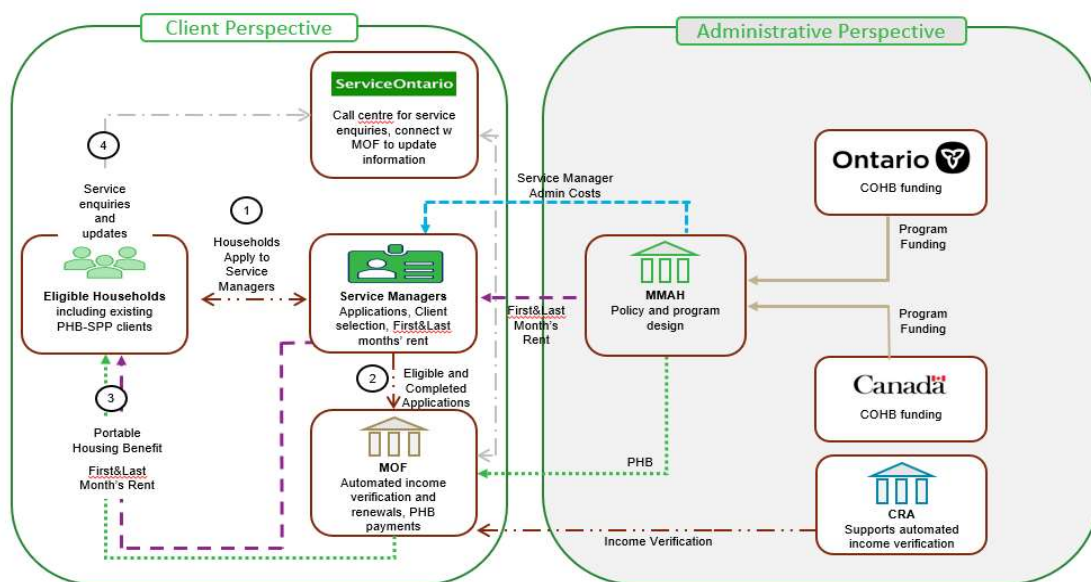 Client Perspective
Administrative Perspective
ServiceOntario
Call centre for service
enquiries, connect w
MOF to update
information
4
Service
enquiries
and
updates
1
Households
Apply to
Service
Managers
Eligible Households
including existing
PHB-SPP clients
Service Managers
Applications, Client
selection, First&Last
months' rent
Service Manager
Admin Costs
First&Last
Month's
Rent
MMAH
Policy and program
design
Ontario
COHB funding
Program
Funding
Program
Funding
Canada
COHB funding
2
Eligible and
Completed
Applications
3
Portable
Housing Benefit
First&Last
Month's Rent
MOF
Automated income
verification and
renewals, PHB
payments
PHB
Income Verification
CRA
Supports automated
income verification